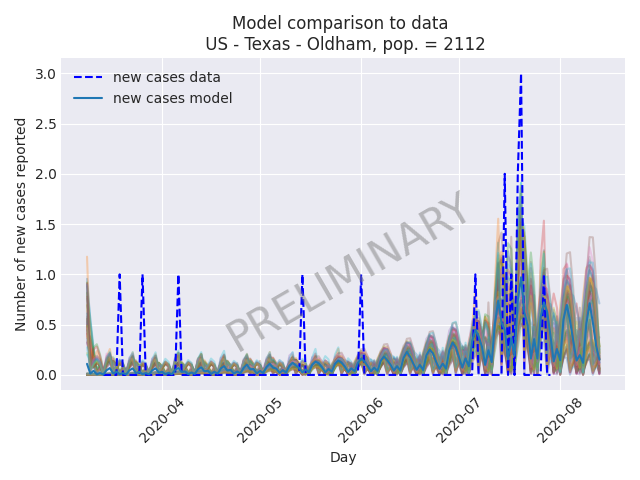 Model comparison to data
US - Texas - Oldham, pop. = 2112
new cases data
new cases model
Number of new cases reported
3.0
2.5
2.0
1.5
1.0
0.5
0.0
PRELIMINARY
2020-04
2020-05
2020-06
2020-07
2020-08
Day